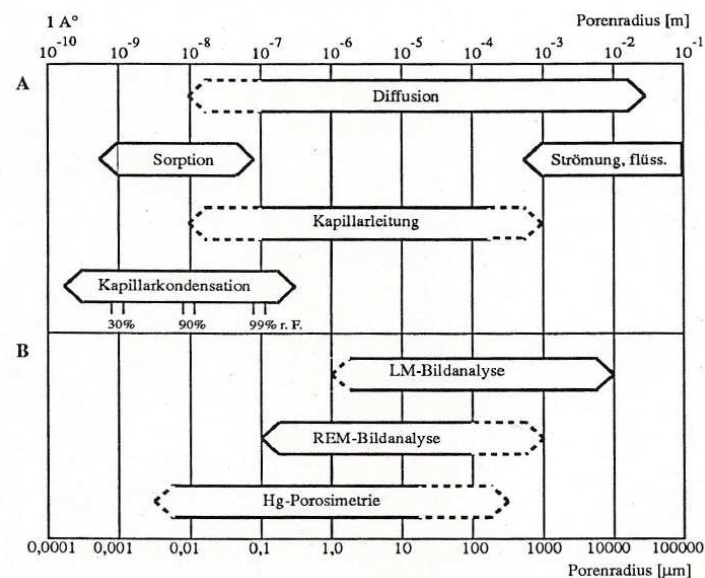 1 A° Porenradius [m]
10⁻¹⁰ 10⁻⁹ 10⁻⁸ 10⁻⁷ 10⁻⁶ 10⁻⁵ 10⁻⁴ 10⁻³ 10⁻² 10⁻¹
A
Diffusion
Sorption Strömung, flüss.
Kapillarleitung
Kapillarkondensation
30% 90% 99% r. F.
B
LM-Bildanalyse
REM-Bildanalyse
Hg-Porosimetrie
0,0001 0,001 0,01 0,1 1,0 10 100 1000 10000 100000
Porenradius [µm]